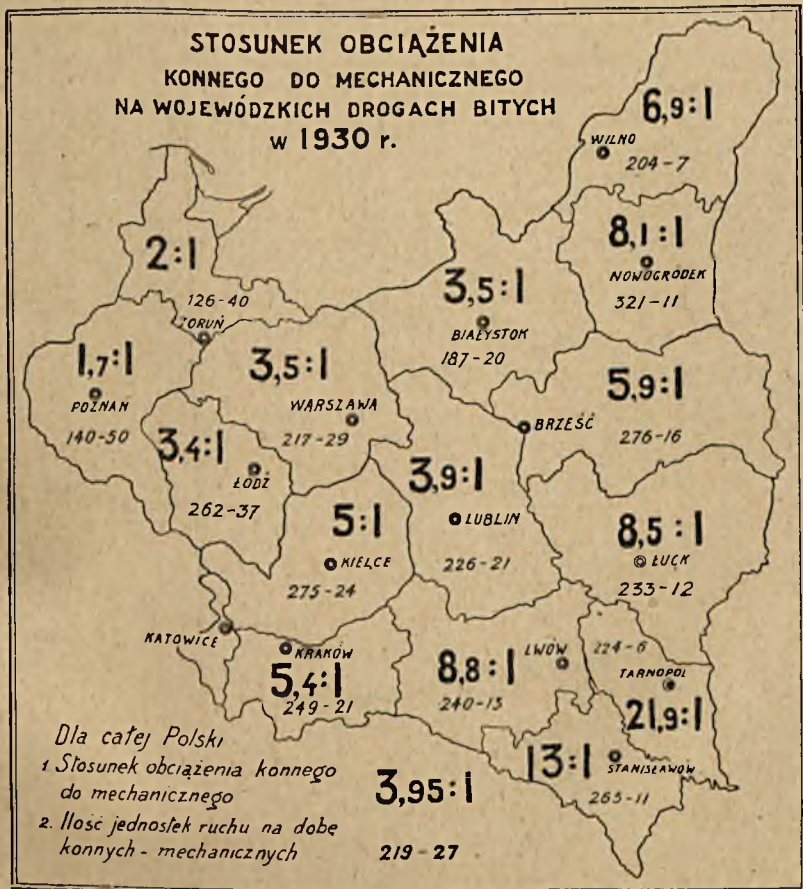 STOSUNEK OBCIĄŻENIA
KONNEGO DO MECHANICZNEGO
NA WOJEWÓDZKICH DROGACH BITYCH
w 1930 r.
6,9:1
WILNO
204-7
8,1:1
NOWOGRÓDEK
321-11
2:1
126-40
TORUŃ
3,5:1
BIAŁYSTOK
187-20
1,7:1
POZNAŃ
140-50
3,5:1
WARSZAWA
217-29
5,9:1
BRZEŚĆ
276-16
3,4:1
ŁÓDŹ
262-37
3,9:1
LUBLIN
226-21
5:1
KIELCE
275-24
8,5:1
ŁUCK
233-12
KATOWICE
KRAKÓW
5,4:1
249-21
8,8:1
LWÓW
240-13
224-6
TARNOPOL
21,9:1
13:1
STANISŁAWÓW
263-11
Dla całej Polski
1 Stosunek obciążenia konnego
do mechanicznego
3,95:1
2. Ilość jednostek ruchu na dobę
konnych - mechanicznych
219-27